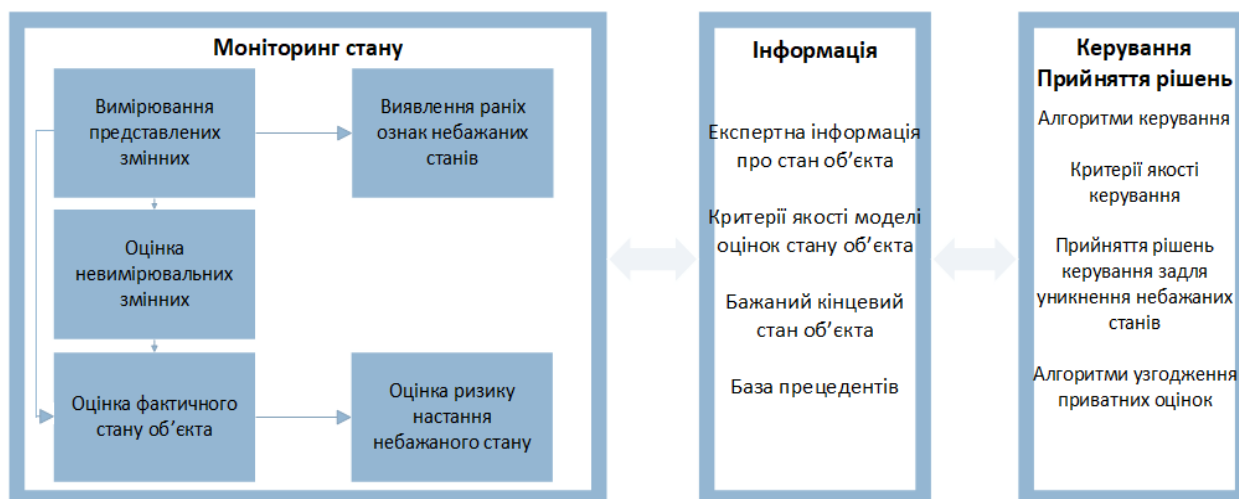 Моніторинг стану
Вимірювання
представлених
змінних
Виявлення раніх
ознак небажаних
станів
Оцінка
невимірювальних
змінних
Оцінка фактичного
стану об’єкта
Оцінка ризику
настання
небажаного стану
Інформація
Експертна інформація
про стан об’єкта
Критерії якості моделі
оцінок стану об’єкта
Бажаний кінцевий
стан об’єкта
База прецедентів
Керування
Прийняття рішень
Алгоритми керування
Критерії якості
керування
Прийняття рішень
керування задля
уникнення небажаних
станів
Алгоритми узгодження
приватних оцінок